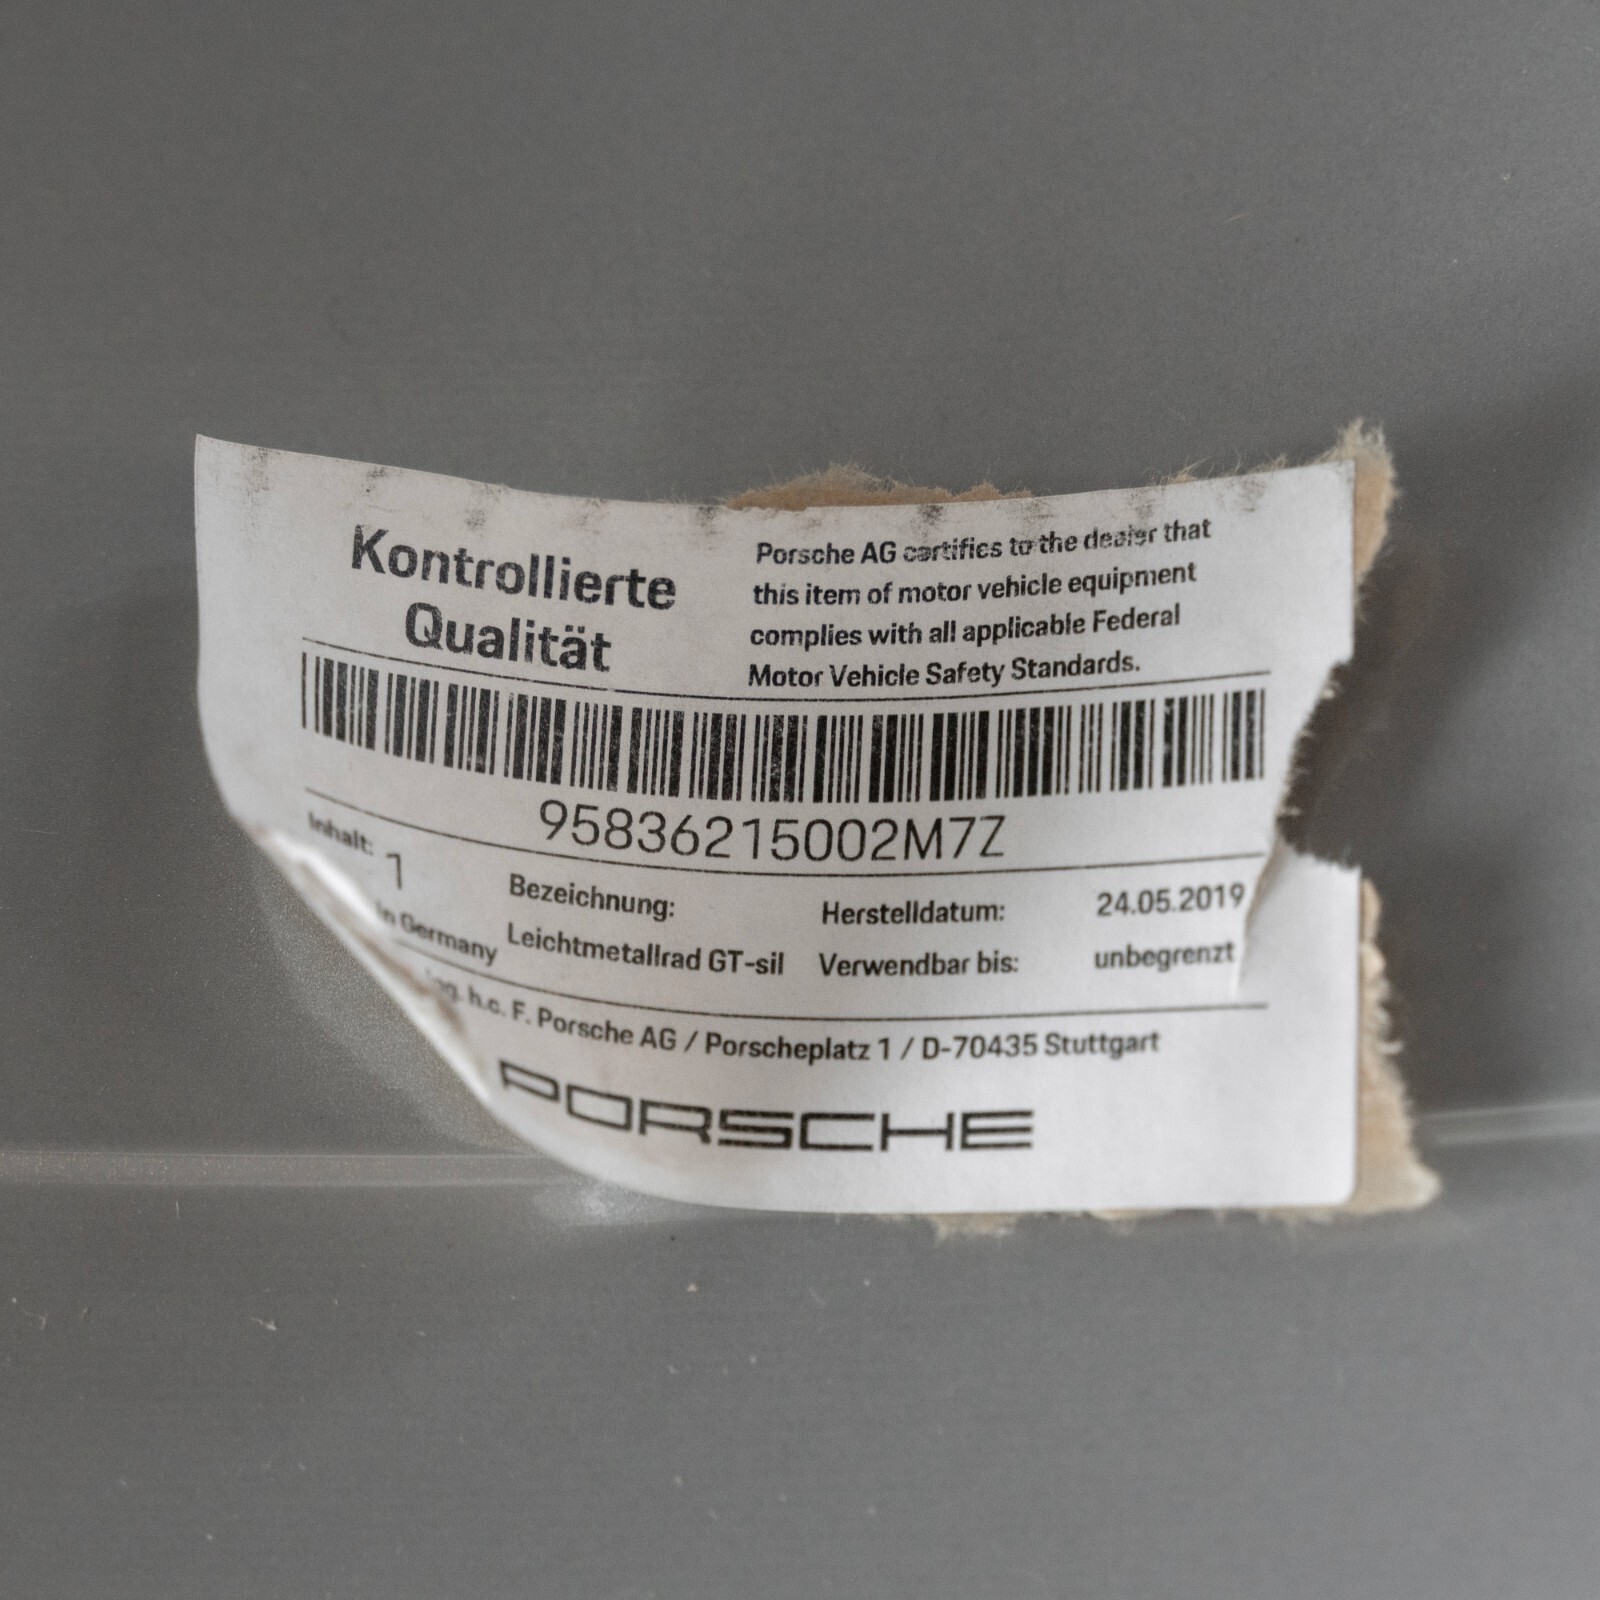 Kontrollierte
Qualität
Porsche AG certifies to the dealer that
this item of motor vehicle equipment
complies with all applicable Federal
Motor Vehicle Safety Standards.
95836215002M7Z
Inhalt: 1
in Germany
Bezeichnung:
Leichtmetallrad GT-sil
Herstelldatum: 24.05.2019
Verwendbar bis: unbegrenzt
Ing. h.c. F. Porsche AG / Porscheplatz 1 / D-70435 Stuttgart
PORSCHE